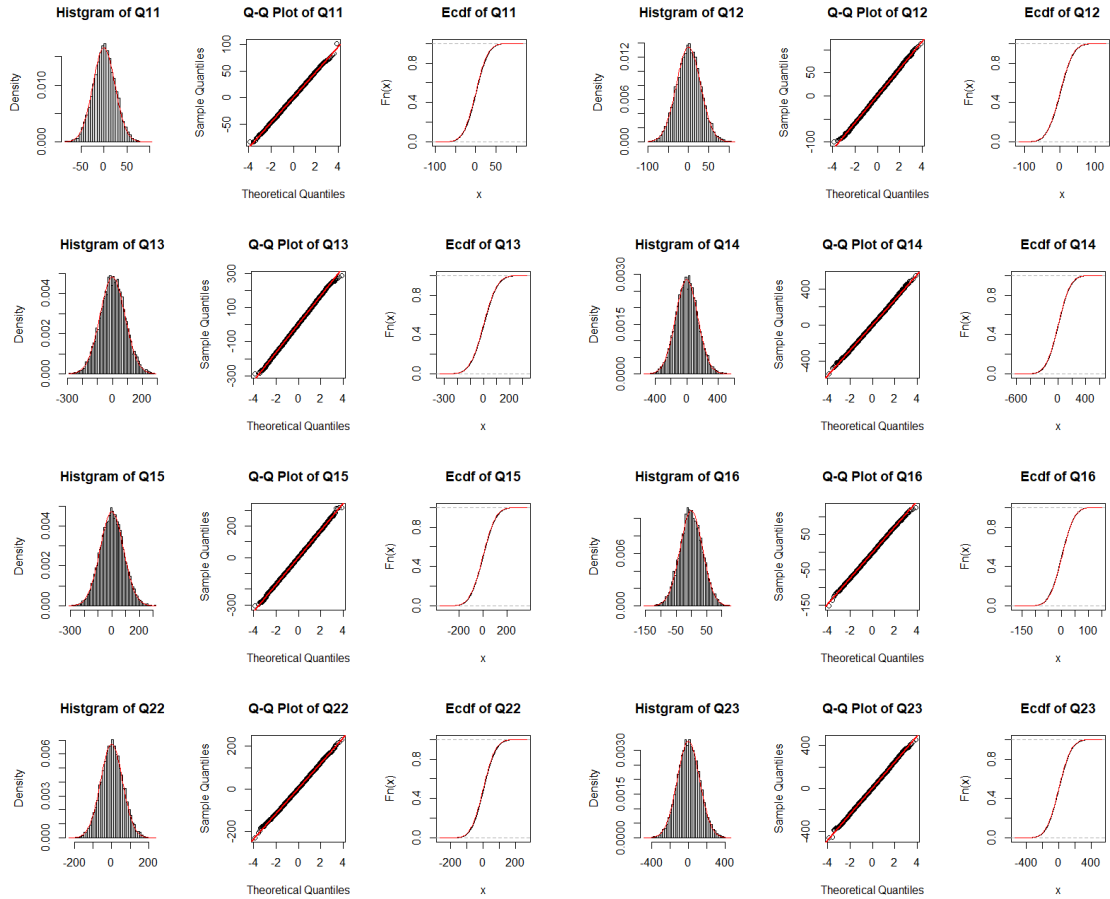 Histgram of Q11
Q-Q Plot of Q11
Ecdf of Q11
Histgram of Q12
Q-Q Plot of Q12
Ecdf of Q12
Density
0.000
0.010
-50 0 50
Sample Quantiles
-50 0 50 100
-4 -2 0 2 4
Theoretical Quantiles
Fn(x)
0.0 0.4 0.8
-100 0 50
x
Density
0.000 0.006 0.012
-100 0 50
Sample Quantiles
-100 0 50
-4 -2 0 2 4
Theoretical Quantiles
Fn(x)
0.0 0.4 0.8
-100 0 100
x
Histgram of Q13
Q-Q Plot of Q13
Ecdf of Q13
Histgram of Q14
Q-Q Plot of Q14
Ecdf of Q14
Density
0.000 0.002 0.004
-300 0 200
Sample Quantiles
-300 -100 100 300
-4 -2 0 2 4
Theoretical Quantiles
Fn(x)
0.0 0.4 0.8
-300 0 200
x
Density
0.0000 0.0015 0.0030
-400 0 400
Sample Quantiles
-400 0 400
-4 -2 0 2 4
Theoretical Quantiles
Fn(x)
0.0 0.4 0.8
-600 0 400
x
Histgram of Q15
Q-Q Plot of Q15
Ecdf of Q15
Histgram of Q16
Q-Q Plot of Q16
Ecdf of Q16
Density
0.000 0.002 0.004
-300 0 200
Sample Quantiles
-300 0 200
-4 -2 0 2 4
Theoretical Quantiles
Fn(x)
0.0 0.4 0.8
-200 0 200
x
Density
0.000 0.006
-150 -50 50
Sample Quantiles
-150 -50 50
-4 -2 0 2 4
Theoretical Quantiles
Fn(x)
0.0 0.4 0.8
-150 0 100
x
Histgram of Q22
Q-Q Plot of Q22
Ecdf of Q22
Histgram of Q23
Q-Q Plot of Q23
Ecdf of Q23
Density
0.000 0.003 0.006
-200 0 200
Sample Quantiles
-200 0 100 200
-4 -2 0 2 4
Theoretical Quantiles
Fn(x)
0.0 0.4 0.8
-200 0 200
x
Density
0.0000 0.0015 0.0030
-400 0 400
Sample Quantiles
-400 0 200 400
-4 -2 0 2 4
Theoretical Quantiles
Fn(x)
0.0 0.4 0.8
-400 0 400
x